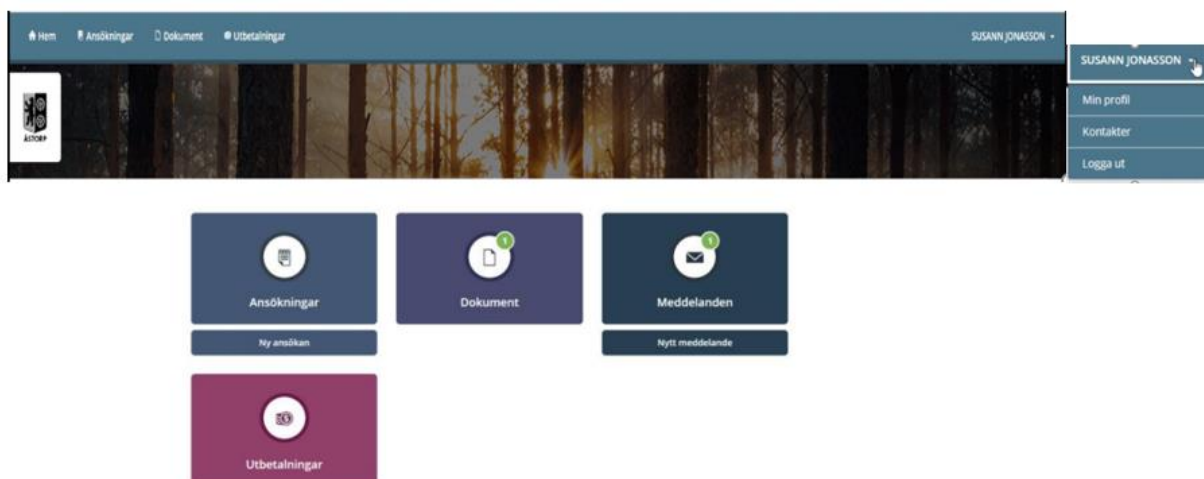 Hem Ansökningar Dokument Utbetalningar SUSANN JONASSON
SUSANN JONASSON
Min profil
Kontakter
Logga ut
ÅSTORP
1 1
Ansökningar Dokument Meddelanden
Ny ansökan Nytt meddelande
Utbetalningar